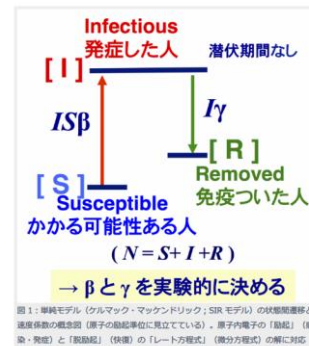 Infectious
発症した人
潜伏期間なし
[ I ]
ISβ
Iγ
[ R ]
Removed
免疫ついた人
[ S ]
Susceptible
かかる可能性ある人
( N = S+ I +R )
→ β と γ を実験的に決める
図 1：単純モデル（ケルマック・マッケンドリック；SIR モデル）の状態間遷移と
速度係数の概念図（原子の励起準位に見立てている）．原子内電子の「励起」（感
染・発症）と「脱励起」（快復）の「レート方程式」（微分方程式）の解に対応